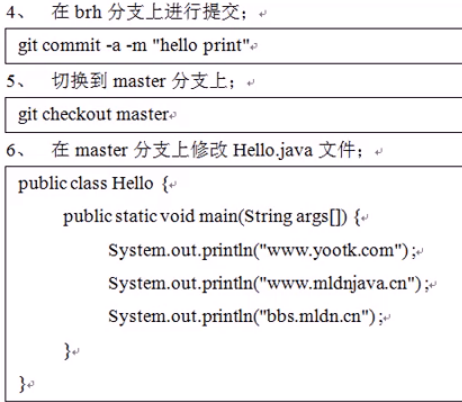 4、 在 brh 分支上进行提交；
git commit -a -m "hello print"
5、 切换到 master 分支上；
git checkout master
6、 在 master 分支上修改 Hello.java 文件；
public class Hello {
public static void main(String args[]) {
System.out.println("www.yootk.com");
System.out.println("www.mldnjava.cn");
System.out.println("bbs.mldn.cn");
}
}